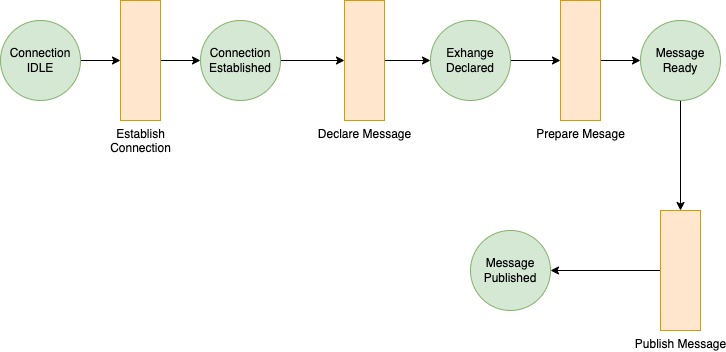 Connection
IDLE
Establish
Connection
Connection
Established
Declare Message
Exhange
Declared
Prepare Mesage
Message
Ready
Publish Message
Message
Published